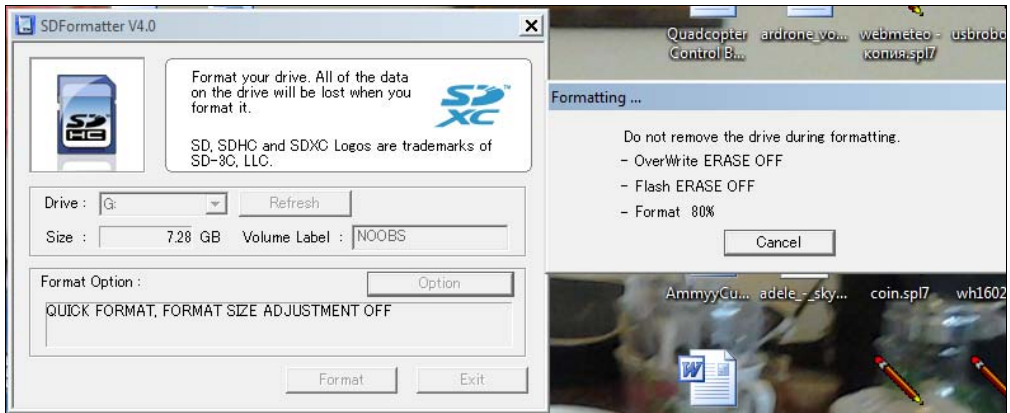 SDFormatter V4.0
Format your drive. All of the data
on the drive will be lost when you
format it.
SD, SDHC and SDXC Logos are trademarks of
SD-3C, LLC.
SD
HC
SD
XC
Drive : G: Refresh
Size : 7.28 GB Volume Label : NOOBS
Format Option : Option
QUICK FORMAT, FORMAT SIZE ADJUSTMENT OFF
Format Exit
Quadcopter ardrone_vo... webmeteo - usbrobo
Control B... копия.spl7
Formatting ...
Do not remove the drive during formatting.
- OverWrite ERASE OFF
- Flash ERASE OFF
- Format 80%
Cancel
AmmyyCu... adele_-_sky... coin.spl7 wh1602
W